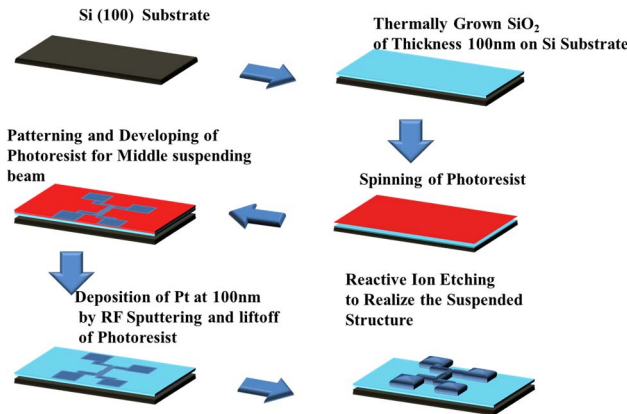 Si (100) Substrate
Thermally Grown SiO₂
of Thickness 100nm on Si Substrate
Patterning and Developing of
Photoresist for Middle suspending
beam
Spinning of Photoresist
Deposition of Pt at 100nm
by RF Sputtering and liftoff
of Photoresist
Reactive Ion Etching
to Realize the Suspended
Structure